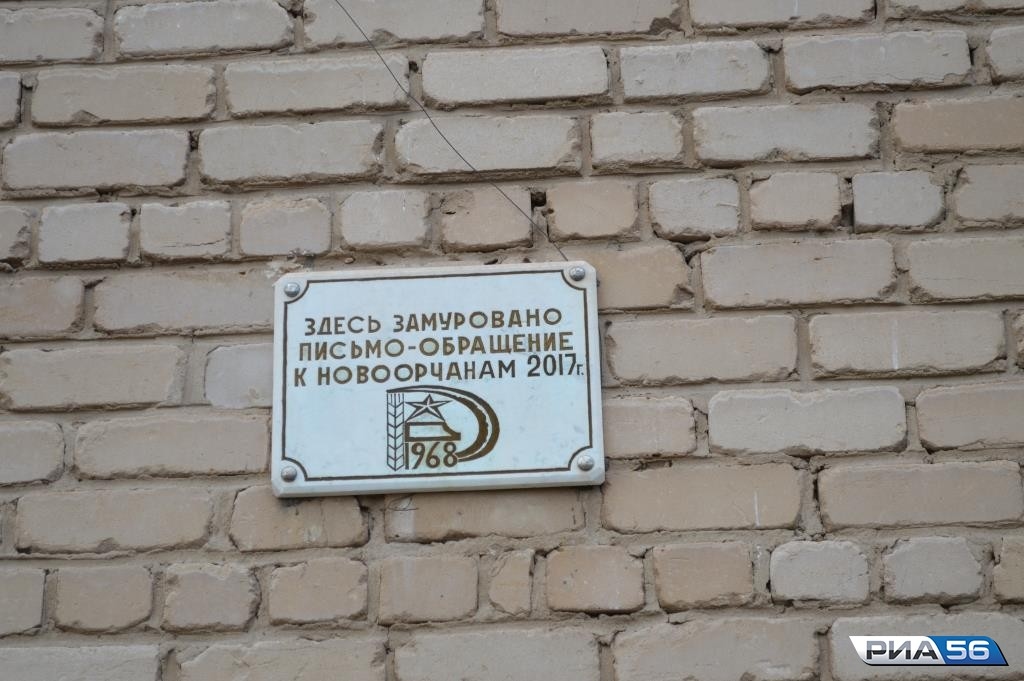 ЗДЕСЬ ЗАМУРОВАНО
ПИСЬМО-ОБРАЩЕНИЕ
К НОВООРЧАНАМ 2017г.
1968
РИА56